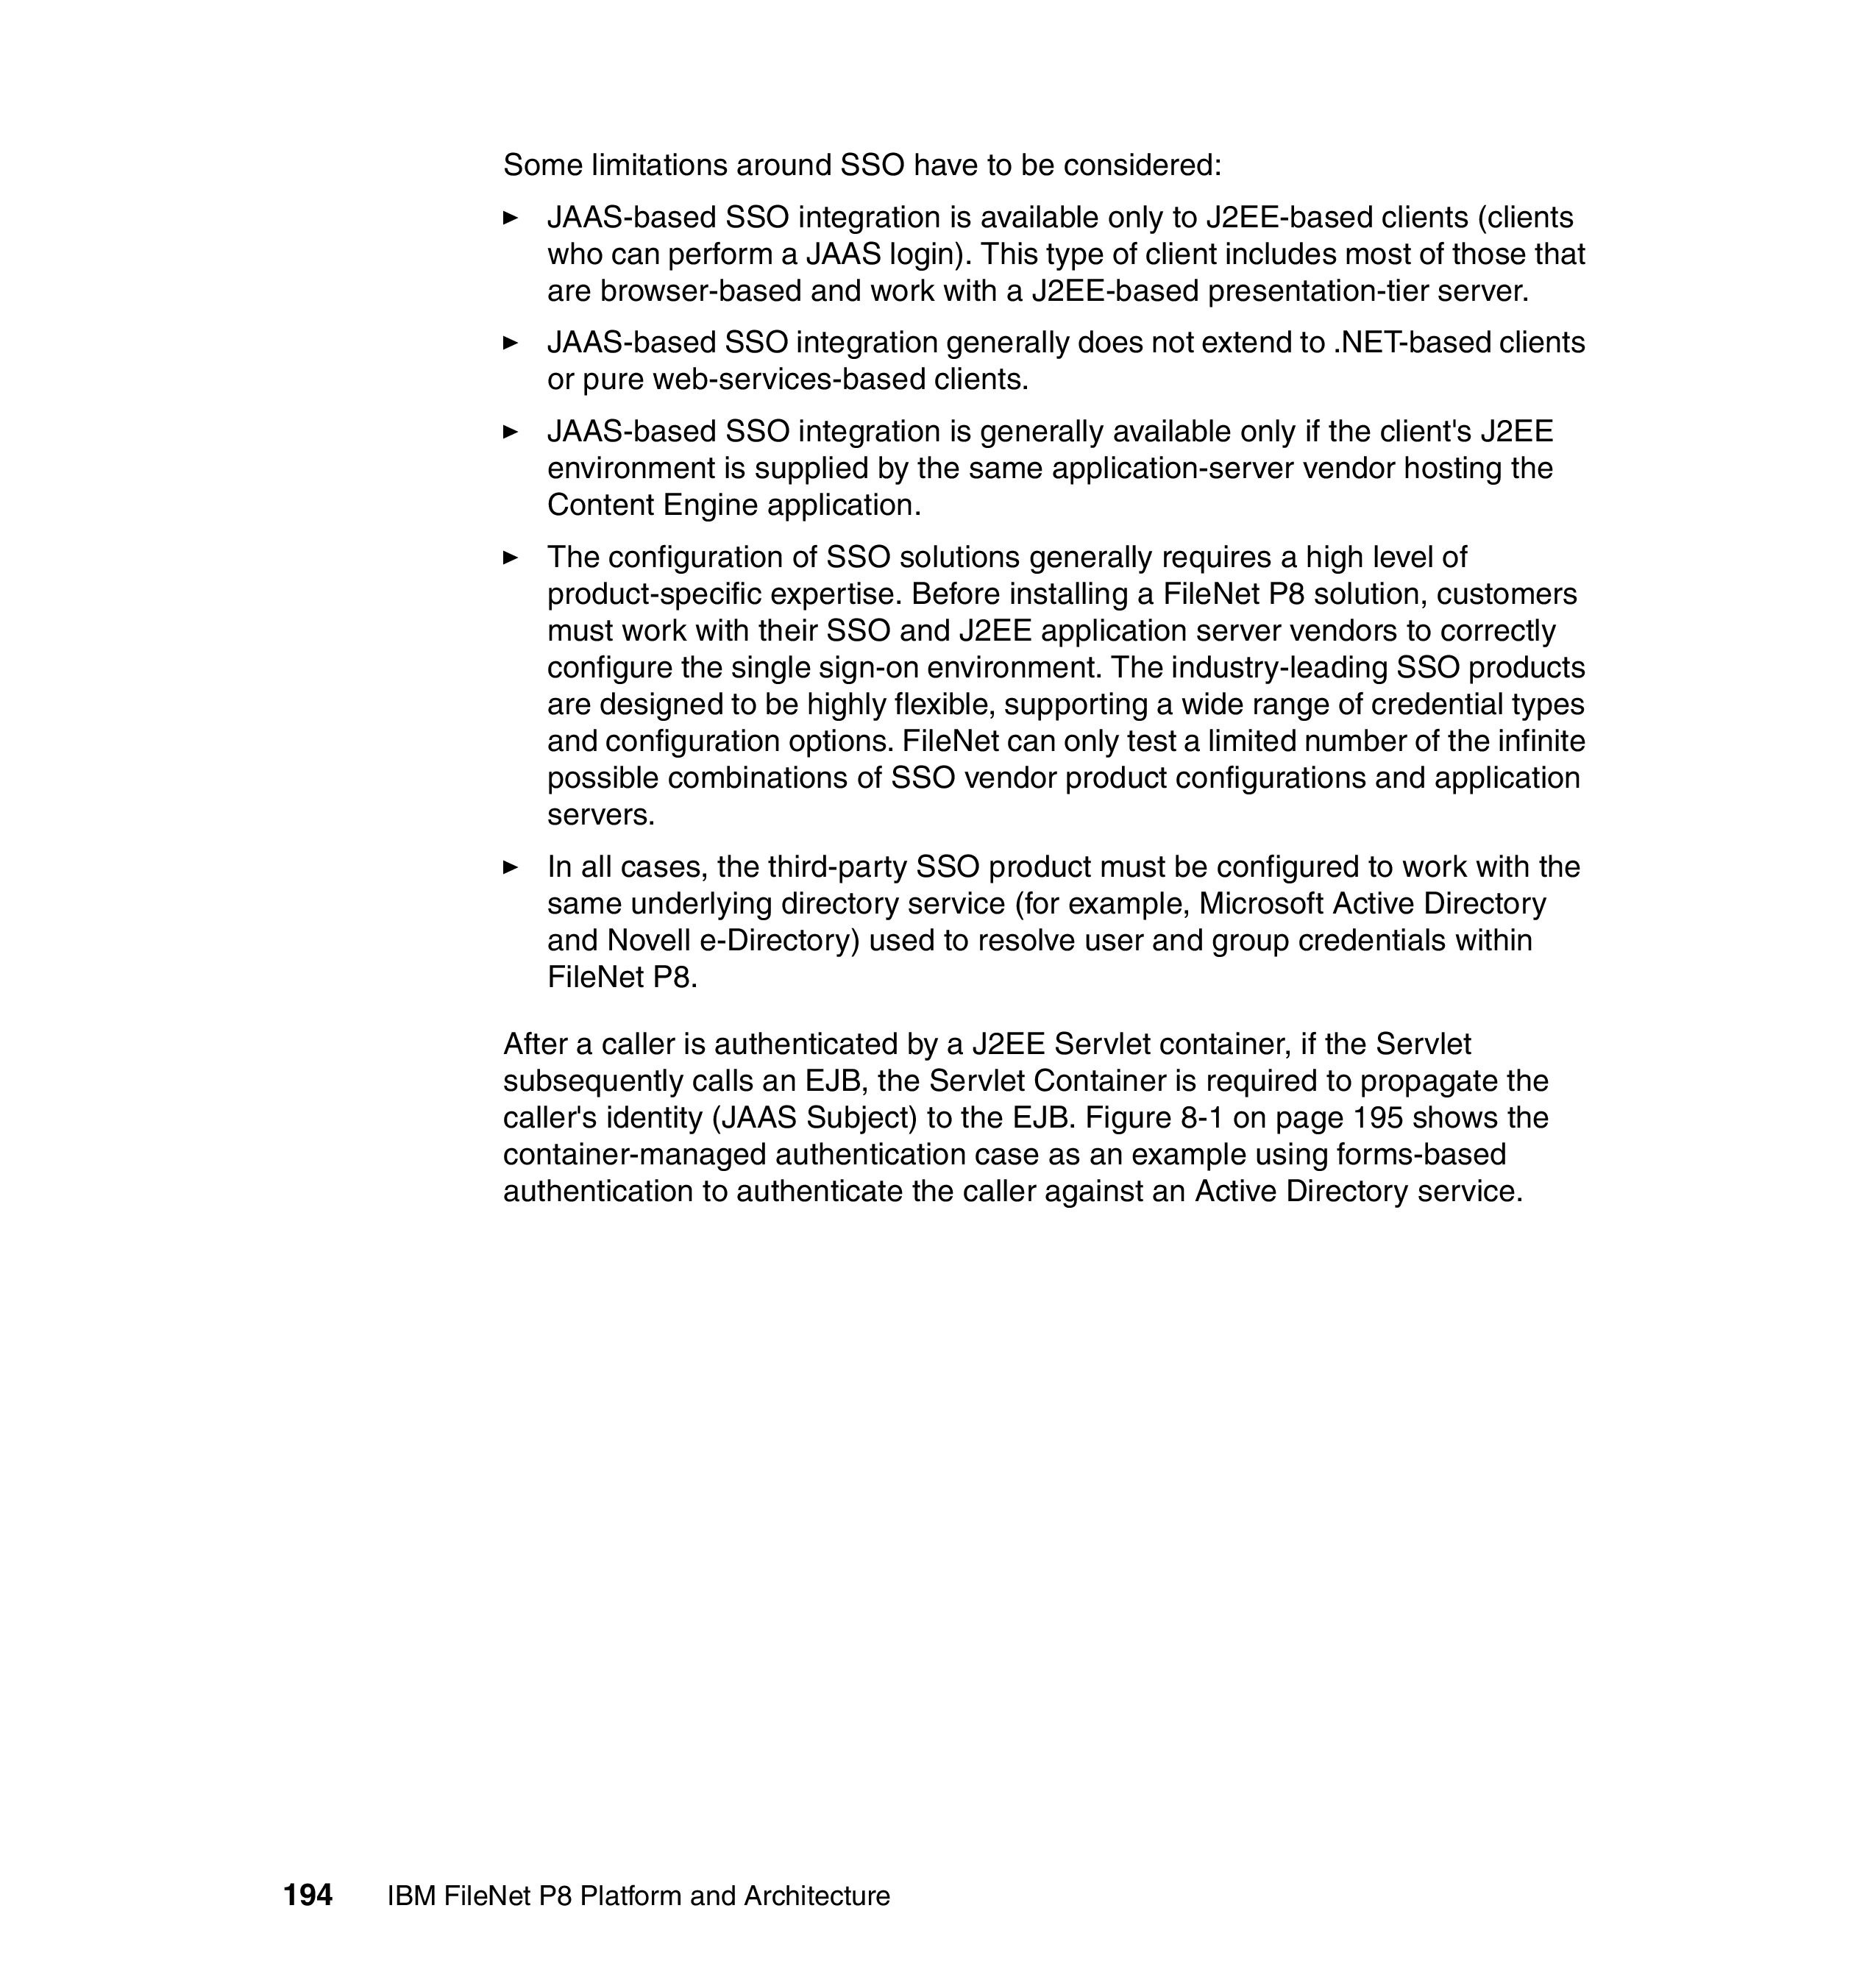 Some limitations around SSO have to be considered:
► JAAS-based SSO integration is available only to J2EE-based clients (clients
who can perform a JAAS login). This type of client includes most of those that
are browser-based and work with a J2EE-based presentation-tier server.
► JAAS-based SSO integration generally does not extend to .NET-based clients
or pure web-services-based clients.
► JAAS-based SSO integration is generally available only if the client's J2EE
environment is supplied by the same application-server vendor hosting the
Content Engine application.
► The configuration of SSO solutions generally requires a high level of
product-specific expertise. Before installing a FileNet P8 solution, customers
must work with their SSO and J2EE application server vendors to correctly
configure the single sign-on environment. The industry-leading SSO products
are designed to be highly flexible, supporting a wide range of credential types
and configuration options. FileNet can only test a limited number of the infinite
possible combinations of SSO vendor product configurations and application
servers.
► In all cases, the third-party SSO product must be configured to work with the
same underlying directory service (for example, Microsoft Active Directory
and Novell e-Directory) used to resolve user and group credentials within
FileNet P8.
After a caller is authenticated by a J2EE Servlet container, if the Servlet
subsequently calls an EJB, the Servlet Container is required to propagate the
caller's identity (JAAS Subject) to the EJB. Figure 8-1 on page 195 shows the
container-managed authentication case as an example using forms-based
authentication to authenticate the caller against an Active Directory service.
194 IBM FileNet P8 Platform and Architecture